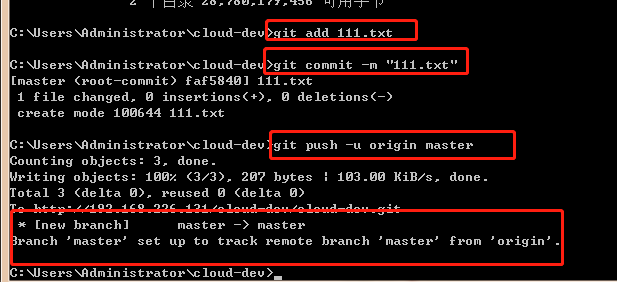 2 个目录 28,780,179,456 可用字节
C:\Users\Administrator\cloud-dev>git add 111.txt
C:\Users\Administrator\cloud-dev>git commit -m "111.txt"
[master (root-commit) faf5840] 111.txt
1 file changed, 0 insertions(+), 0 deletions(-)
create mode 100644 111.txt
C:\Users\Administrator\cloud-dev>git push -u origin master
Counting objects: 3, done.
Writing objects: 100% (3/3), 207 bytes | 103.00 KiB/s, done.
Total 3 (delta 0), reused 0 (delta 0)
To http://192.168.226.131/cloud-dev/cloud-dev.git
* [new branch]      master -> master
Branch 'master' set up to track remote branch 'master' from 'origin'.
C:\Users\Administrator\cloud-dev>_